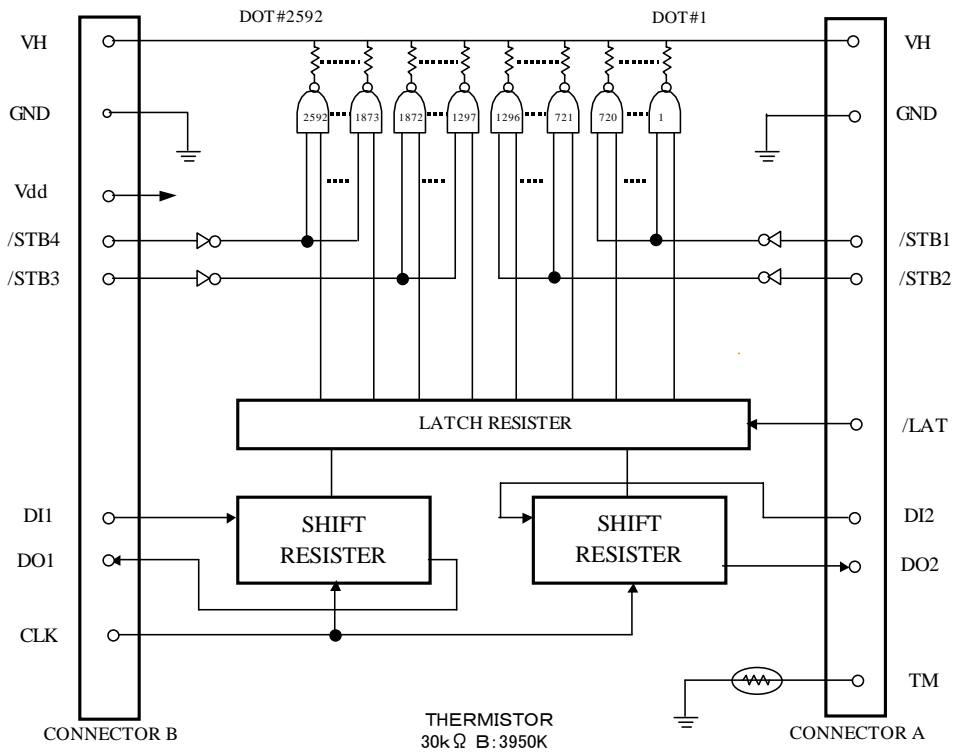 DOT#2592 DOT#1
VH VH
2592 1873 1872 1297 1296 721 720 1
GND GND
Vdd
/STB4 /STB1
/STB3 /STB2
LATCH RESISTER /LAT
DI1 SHIFT RESISTER SHIFT RESISTER DI2
DO1 DO2
CLK
TM
CONNECTOR B THERMISTOR CONNECTOR A
30kΩ B:3950K